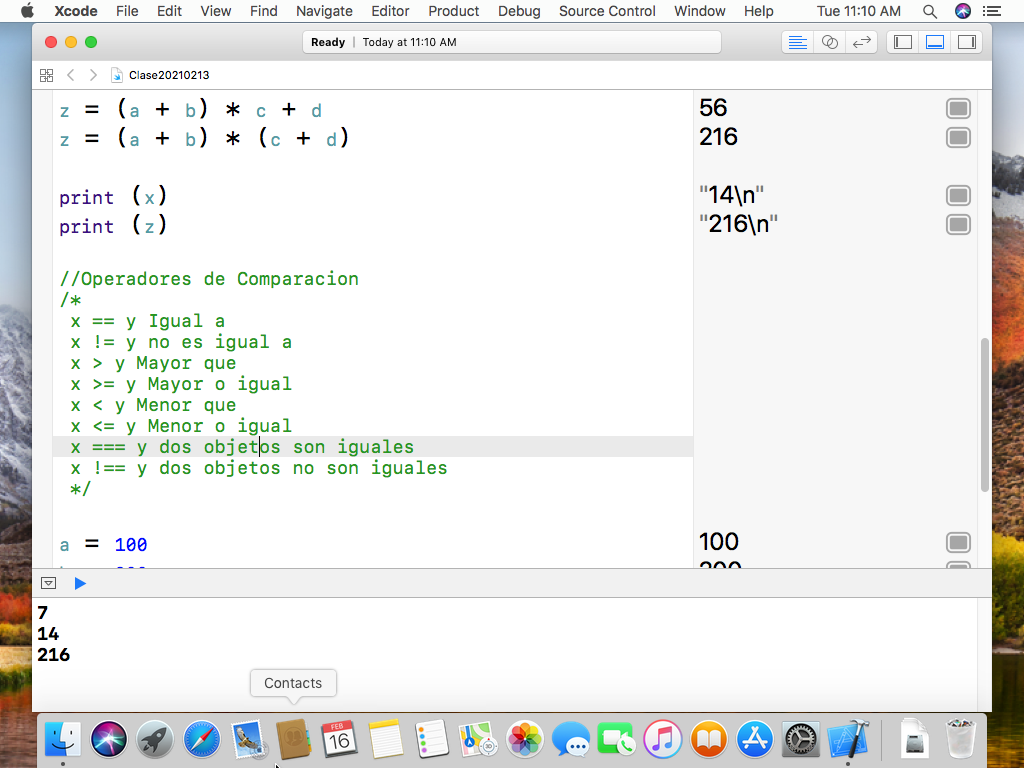 Xcode File Edit View Find Navigate Editor Product Debug Source Control Window Help Tue 11:10 AM
Ready | Today at 11:10 AM
Clase20210213
z = (a + b) * c + d 56
z = (a + b) * (c + d) 216
print (x) "14\n"
print (z) "216\n"
//Operadores de Comparacion
/*
x == y Igual a
x != y no es igual a
x > y Mayor que
x >= y Mayor o igual
x < y Menor que
x <= y Menor o igual
x === y dos objetos son iguales
x !== y dos objetos no son iguales
*/
a = 100 100
7
14
216
Contacts
FEB
16